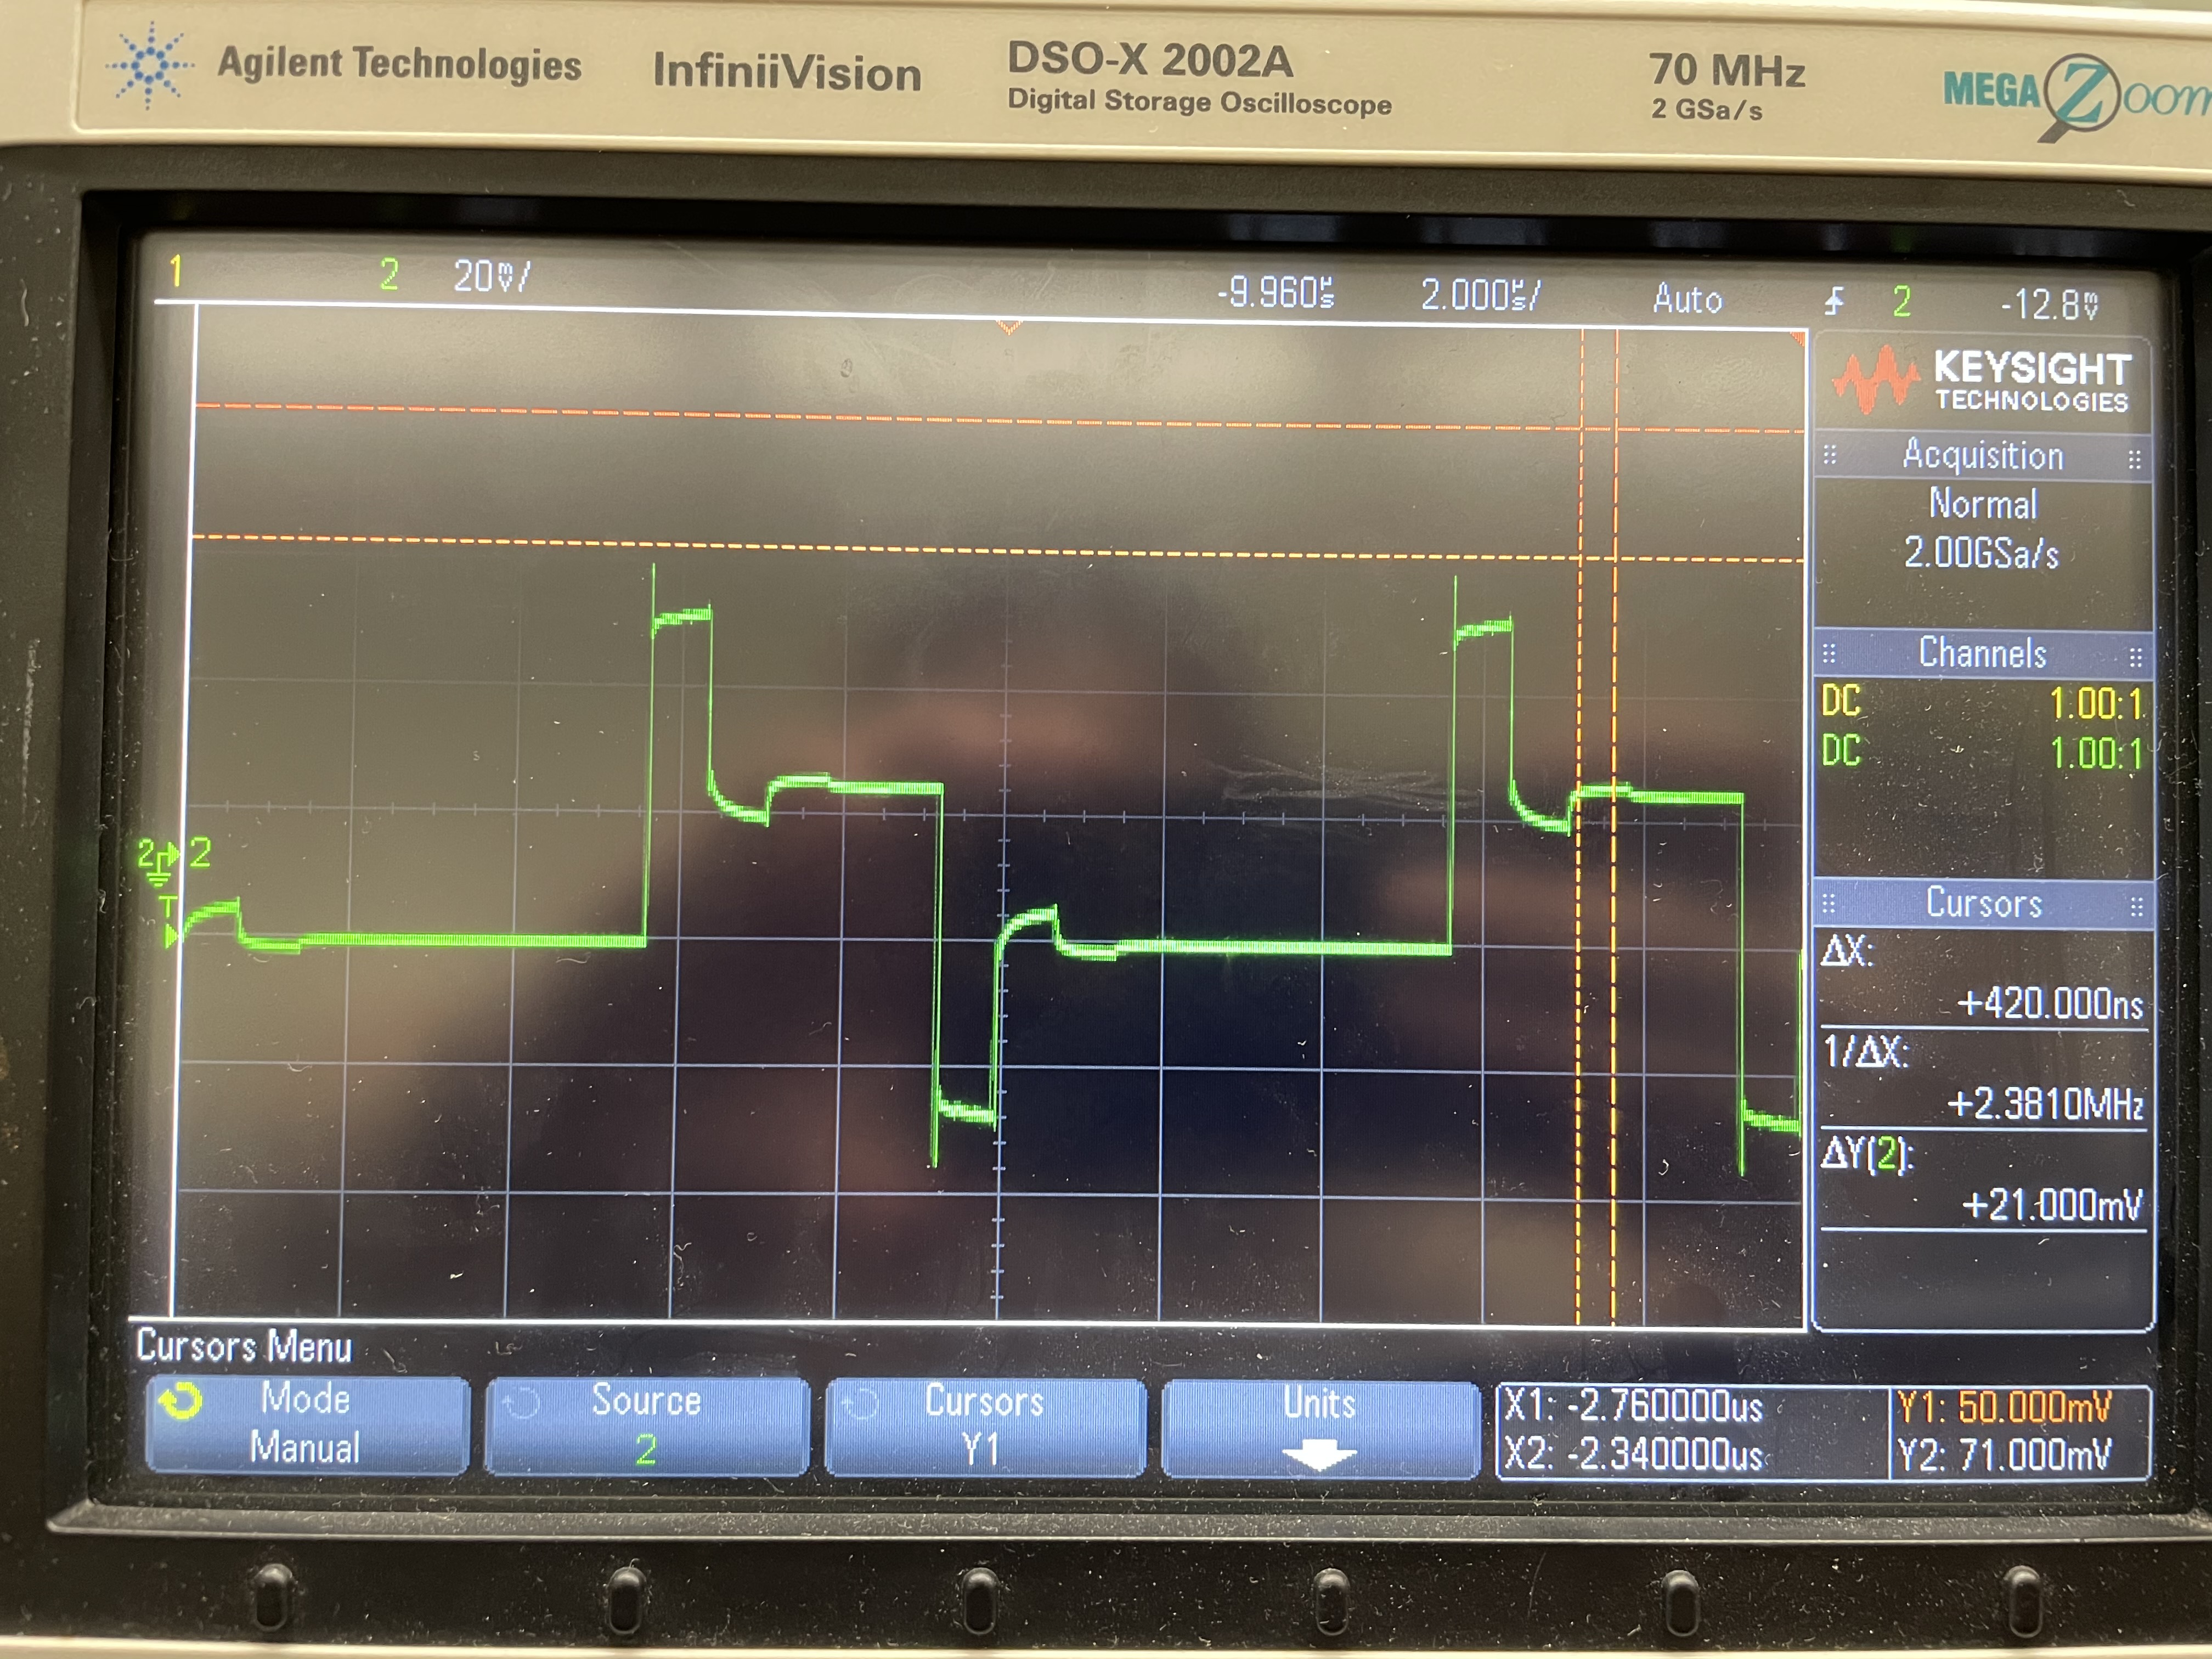 Agilent Technologies InfiniiVision DSO-X 2002A 70 MHz MEGA Zoom
Digital Storage Oscilloscope 2 GSa/s
1 2 20mV/ -9.960µs 2.000µs/ Auto 2 -12.8mV
KEYSIGHT
TECHNOLOGIES
Acquisition
Normal
2.00GSa/s
Channels
DC 1.00:1
DC 1.00:1
2 2
T
Cursors
ΔX:
+420.000ns
1/ΔX:
+2.3810MHz
ΔY(2):
+21.000mV
Cursors Menu
Mode
Manual
Source
2
Cursors
Y1
Units
X1: -2.760000us
X2: -2.340000us
Y1: 50.000mV
Y2: 71.000mV